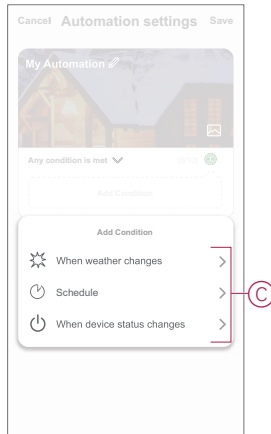 Cancel Automation settings Save
My Automation
Any condition is met
Add Condition
Add Condition
When weather changes
Schedule
When device status changes
C